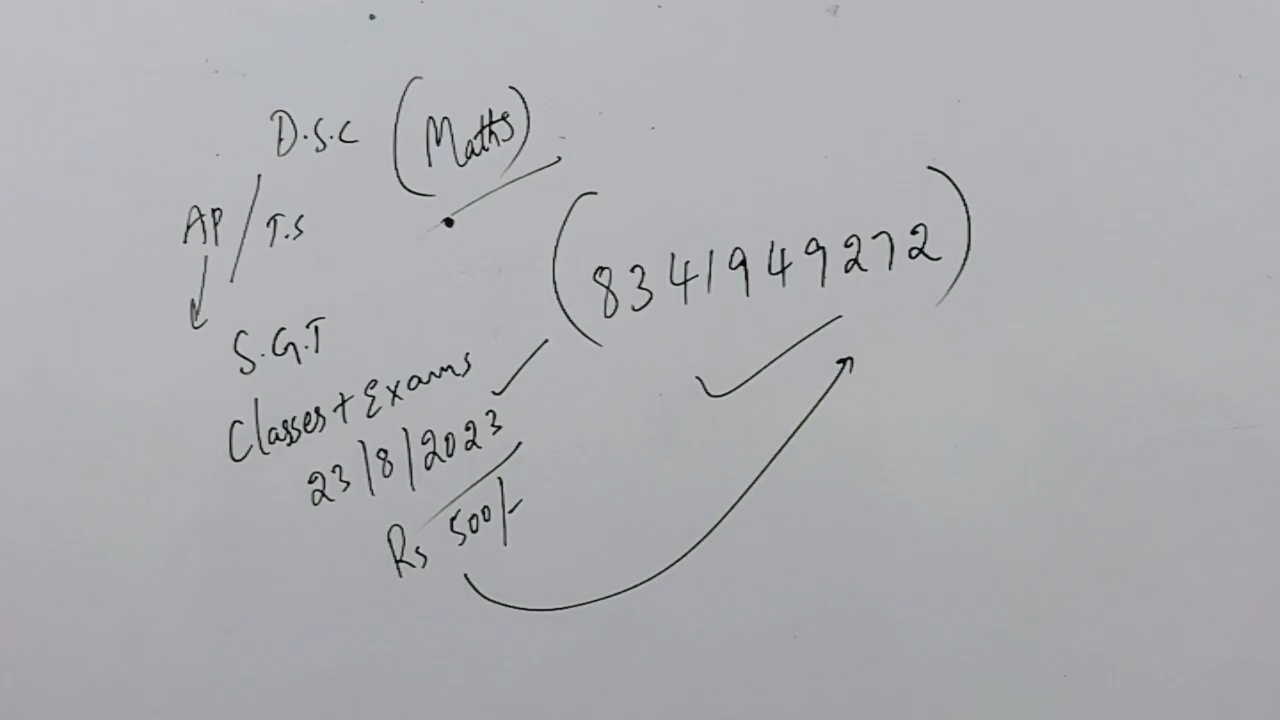 D.S.C (Maths)
AP / T.S
(8341949272)
S.G.T
Classes + Exams
23/8/2023
Rs 500/-